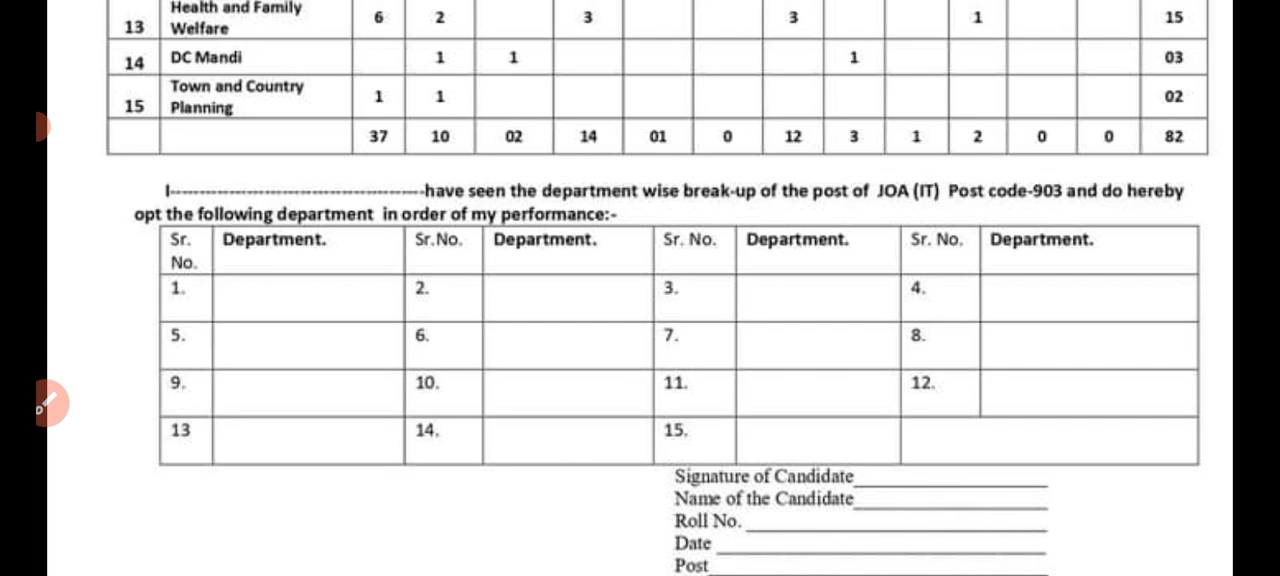 Health and Family
13 Welfare 6 2 3 3 1 15
14 DC Mandi 1 1 1 03
Town and Country
15 Planning 1 1 02
37 10 02 14 01 0 12 3 1 2 0 0 82
I------------------------------------------have seen the department wise break-up of the post of JOA (IT) Post code-903 and do hereby
opt the following department in order of my performance:-
Sr. Department. Sr.No. Department. Sr. No. Department. Sr. No. Department.
No.
1. 2. 3. 4.
5. 6. 7. 8.
9. 10. 11. 12.
13 14. 15.
Signature of Candidate
Name of the Candidate
Roll No.
Date
Post